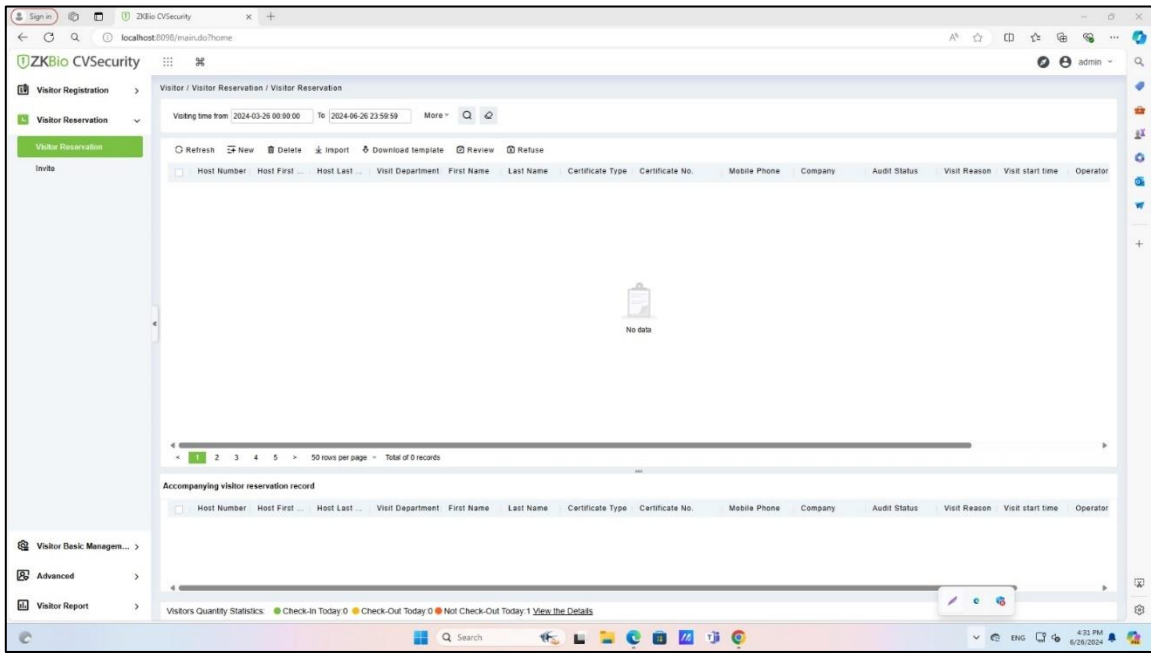 Sign in ZKBio CVSecurity
localhost:8098/main.do?home
ZKBio CVSecurity admin
Visitor Registration
Visitor / Visitor Reservation / Visitor Reservation
Visitor Reservation
Visiting time from 2024-03-26 00:00:00 To 2024-06-26 23:59:59 More
Visitor Reservation
Invite
Refresh New Delete Import Download template Review Refuse
Host Number Host First ... Host Last ... Visit Department First Name Last Name Certificate Type Certificate No. Mobile Phone Company Audit Status Visit Reason Visit start time Operator
No data
< 1 2 3 4 5 > 50 rows per page Total of 0 records
Accompanying visitor reservation record
Host Number Host First ... Host Last ... Visit Department First Name Last Name Certificate Type Certificate No. Mobile Phone Company Audit Status Visit Reason Visit start time Operator
Visitor Basic Managem...
Advanced
Visitor Report
Visitors Quantity Statistics: Check-In Today:0 Check-Out Today:0 Not Check-Out Today:1 View the Details
Search
ENG
4:31 PM
6/26/2024